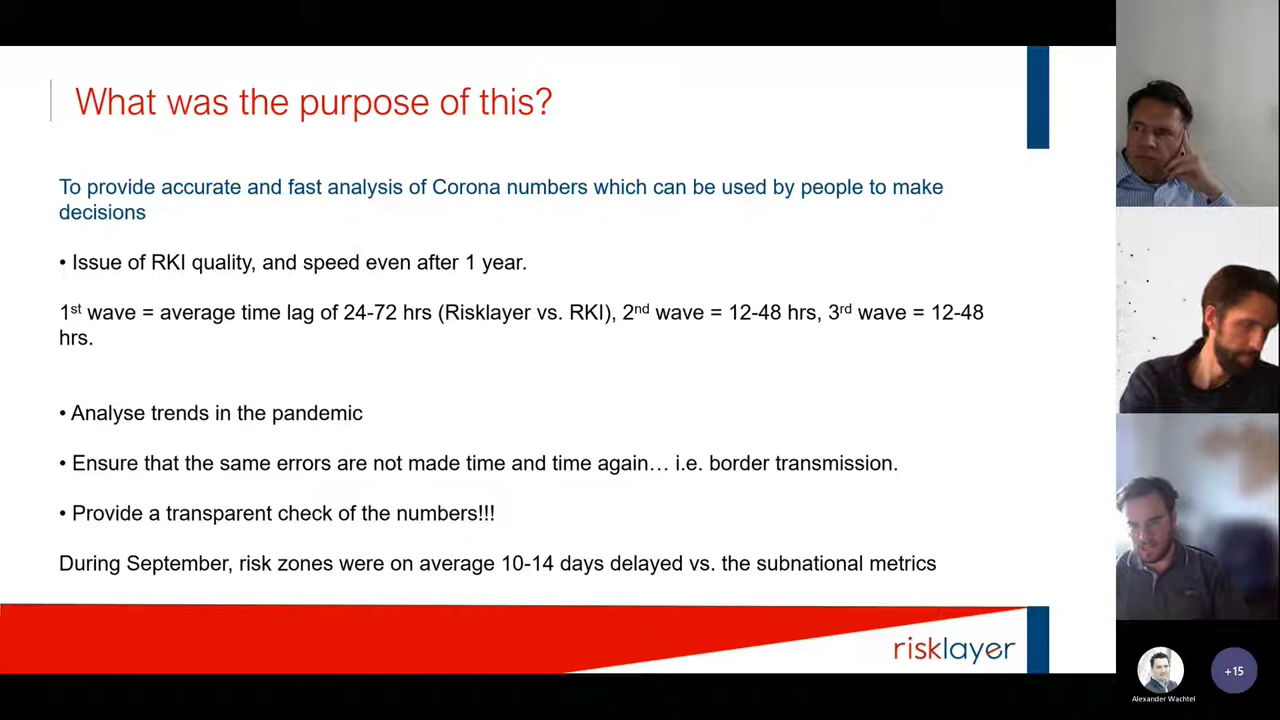 What was the purpose of this?
To provide accurate and fast analysis of Corona numbers which can be used by people to make
decisions
• Issue of RKI quality, and speed even after 1 year.
1st wave = average time lag of 24-72 hrs (Risklayer vs. RKI), 2nd wave = 12-48 hrs, 3rd wave = 12-48
hrs.
• Analyse trends in the pandemic
• Ensure that the same errors are not made time and time again… i.e. border transmission.
• Provide a transparent check of the numbers!!!
During September, risk zones were on average 10-14 days delayed vs. the subnational metrics
risklayer
Alexander Wachtel
+15